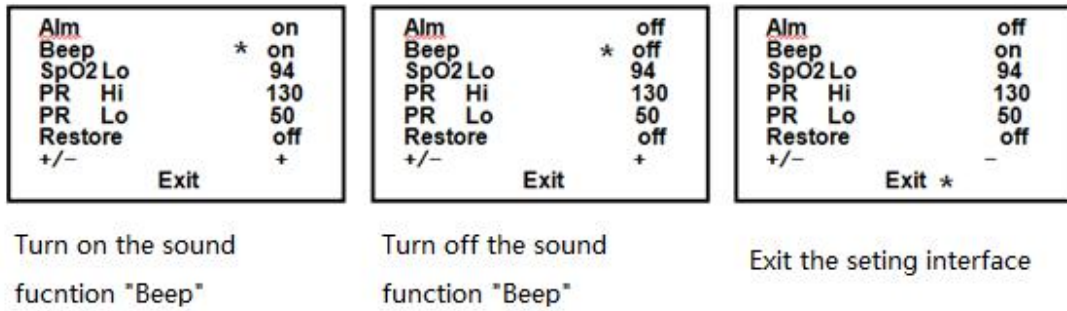 Alm on
Beep * on
SpO2 Lo 94
PR Hi 130
PR Lo 50
Restore off
+/− +
Exit
Turn on the sound
fucntion "Beep"
Alm off
Beep * off
SpO2 Lo 94
PR Hi 130
PR Lo 50
Restore off
+/− +
Exit
Turn off the sound
function "Beep"
Alm off
Beep on
SpO2 Lo 94
PR Hi 130
PR Lo 50
Restore off
+/− −
Exit *
Exit the seting interface